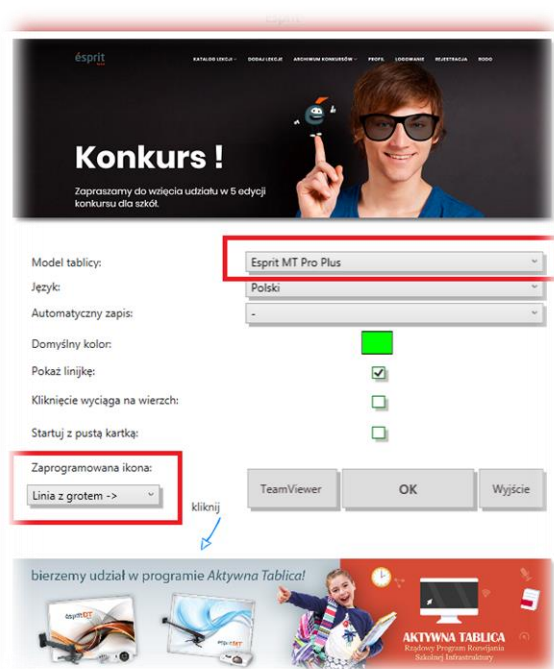 Esprit
ésprit
KATALOG LEKCJI DODAJ LEKCJE ARCHIWUM KONKURSÓW PROFIL LOGOWANIE REJESTRACJA RODO
Konkurs !
Zapraszamy do wzięcia udziału w 5 edycji
konkursu dla szkół.
Model tablicy: Esprit MT Pro Plus
Język: Polski
Automatyczny zapis: -
Domyślny kolor:
Pokaż linijkę:
Kliknięcie wyciąga na wierzch:
Startuj z pustą kartką:
Zaprogramowana ikona:
Linia z grotem -> TeamViewer OK Wyjście
kliknij
bierzemy udział w programie Aktywna Tablica!
AKTYWNA TABLICA
Rządowy Program Rozwijania
Szkolnej Infrastruktury